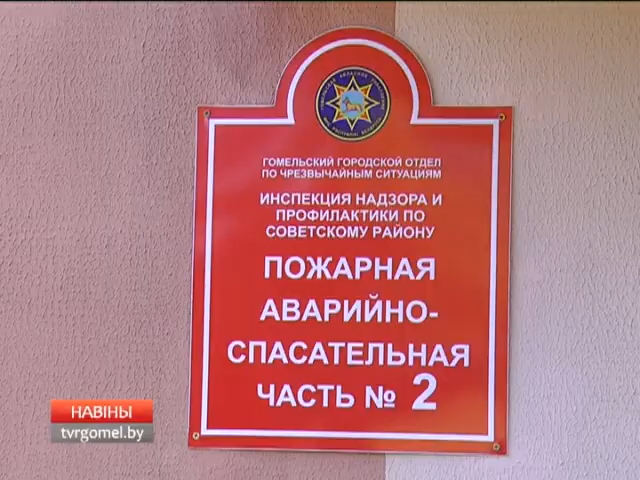 ГОМЕЛЬСКИЙ ГОРОДСКОЙ ОТДЕЛ
ПО ЧРЕЗВЫЧАЙНЫМ СИТУАЦИЯМ
ИНСПЕКЦИЯ НАДЗОРА И
ПРОФИЛАКТИКИ ПО
СОВЕТСКОМУ РАЙОНУ
ПОЖАРНАЯ
АВАРИЙНО-
СПАСАТЕЛЬНАЯ
ЧАСТЬ № 2
НАВІНЫ
tvrgomel.by